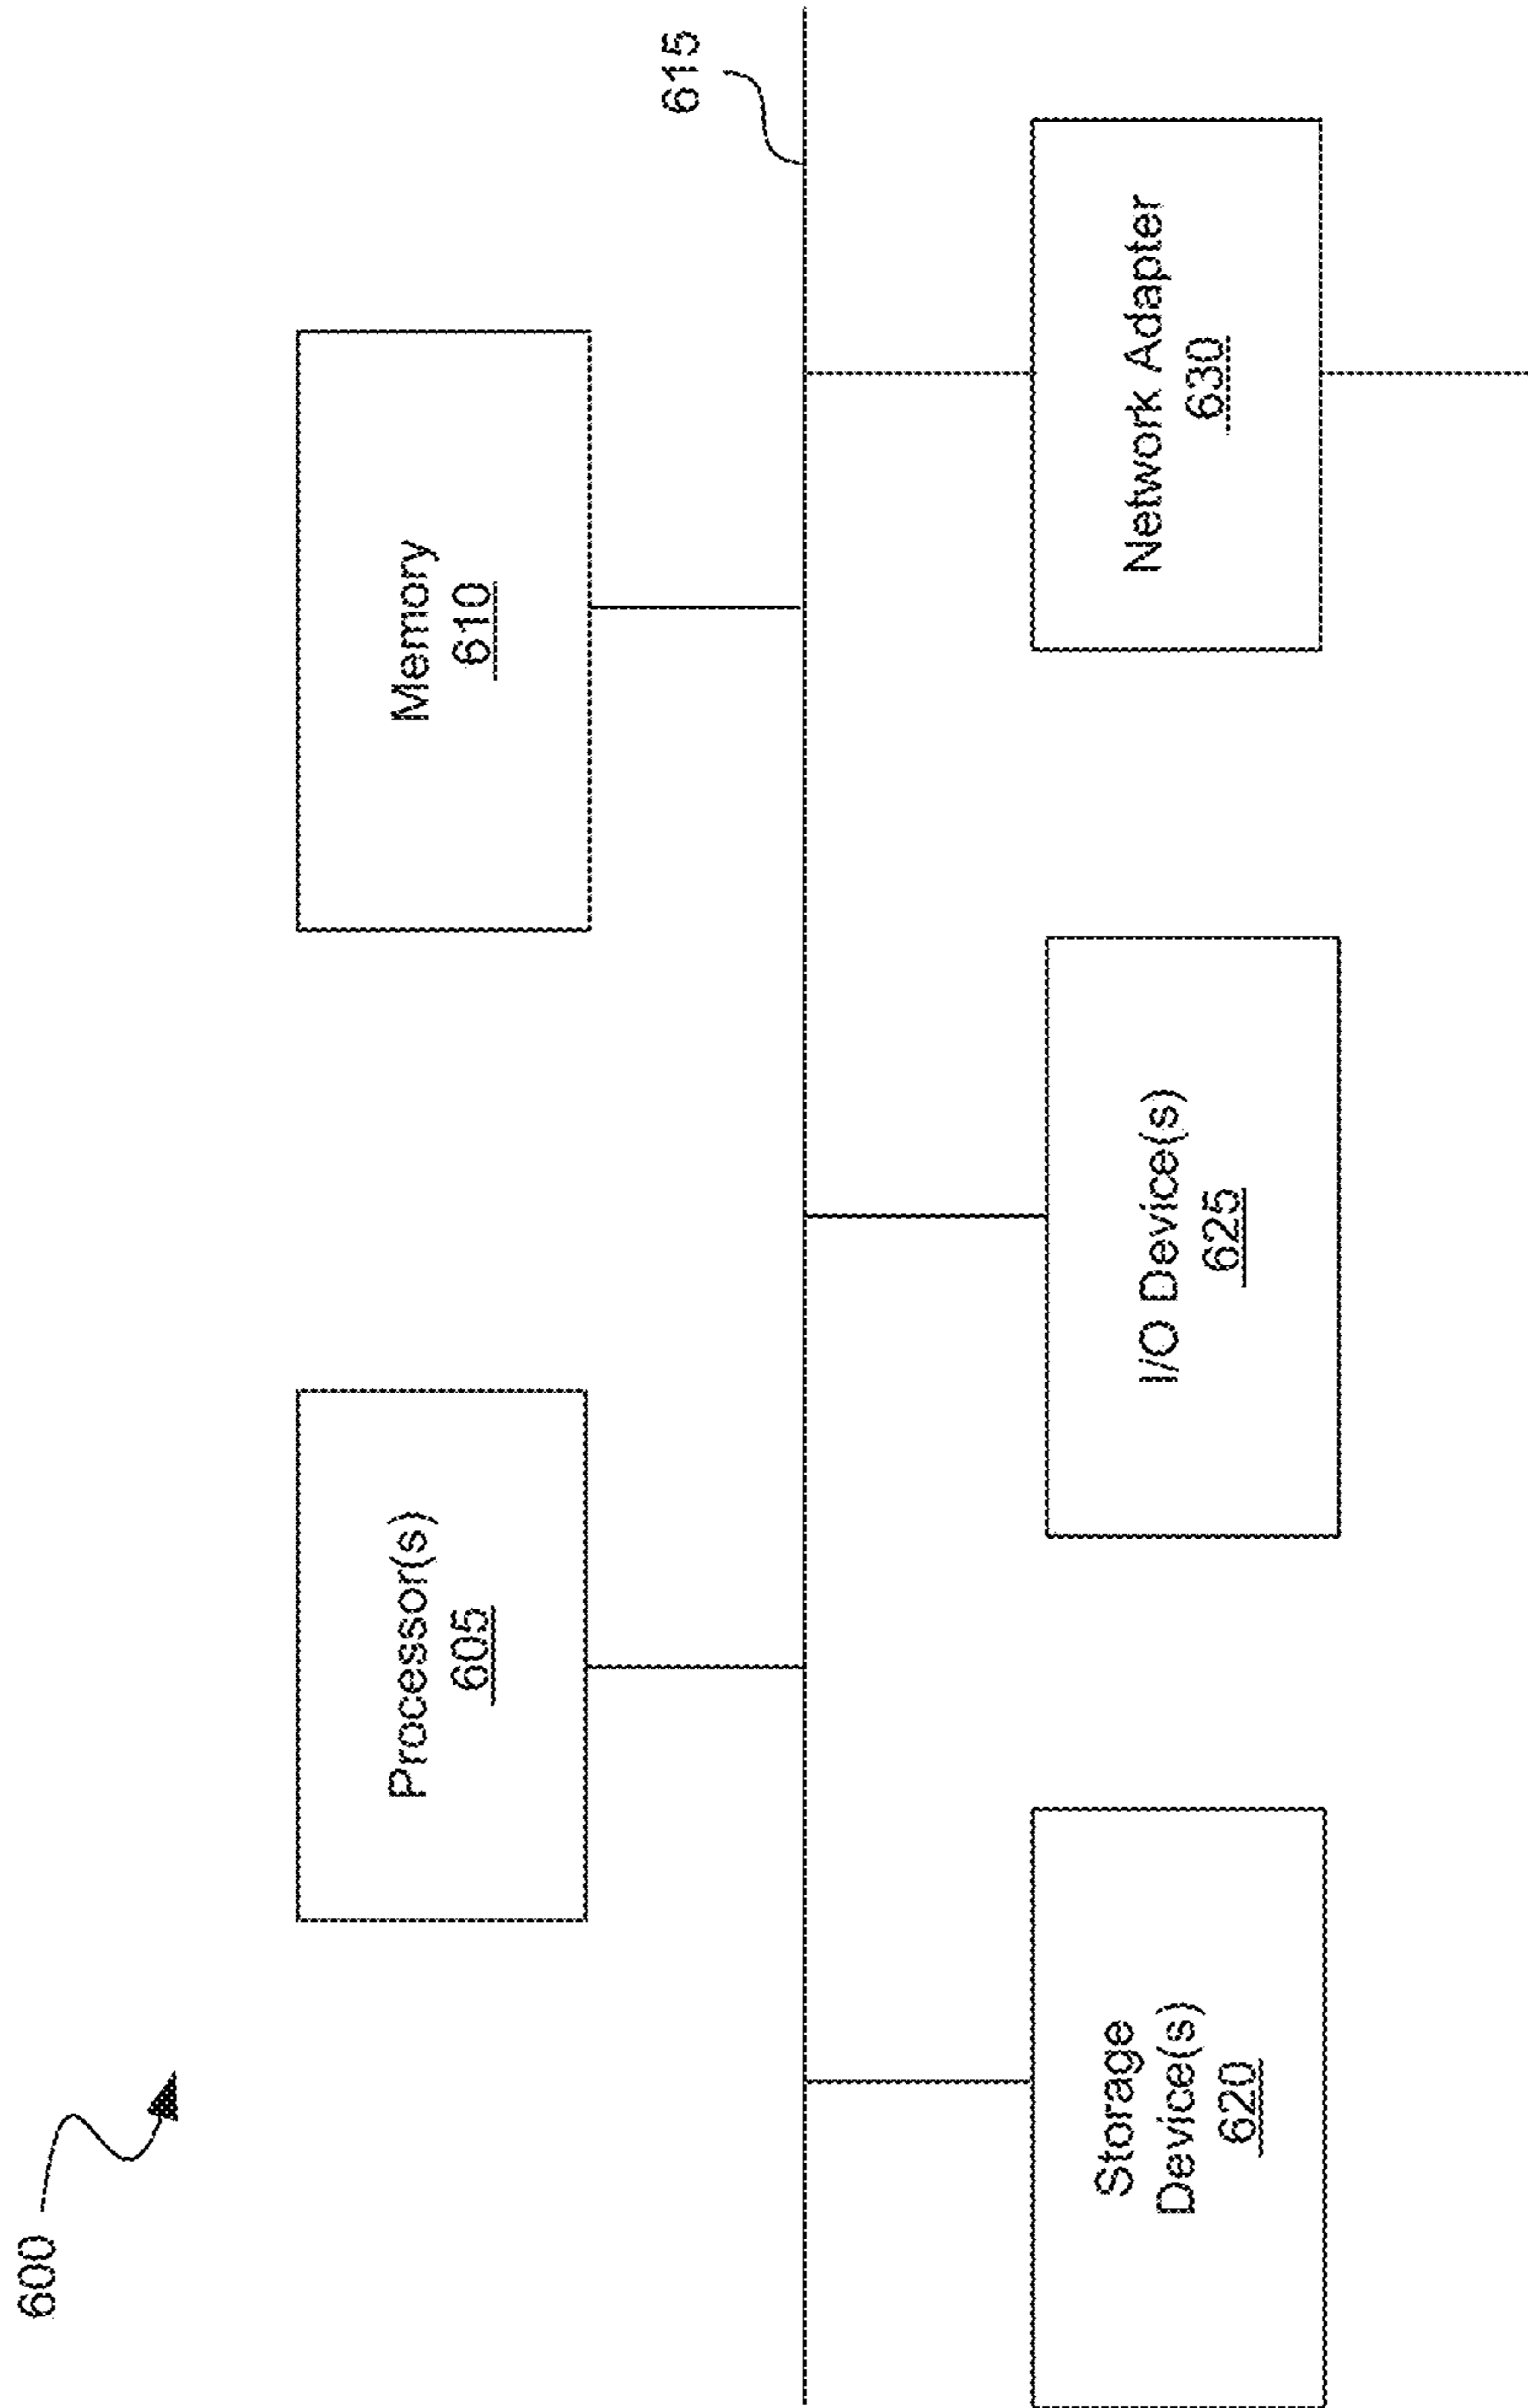 600
Processor(s)
605
Memory
610
615
Storage
Device(s)
620
I/O Device(s)
625
Network Adapter
630